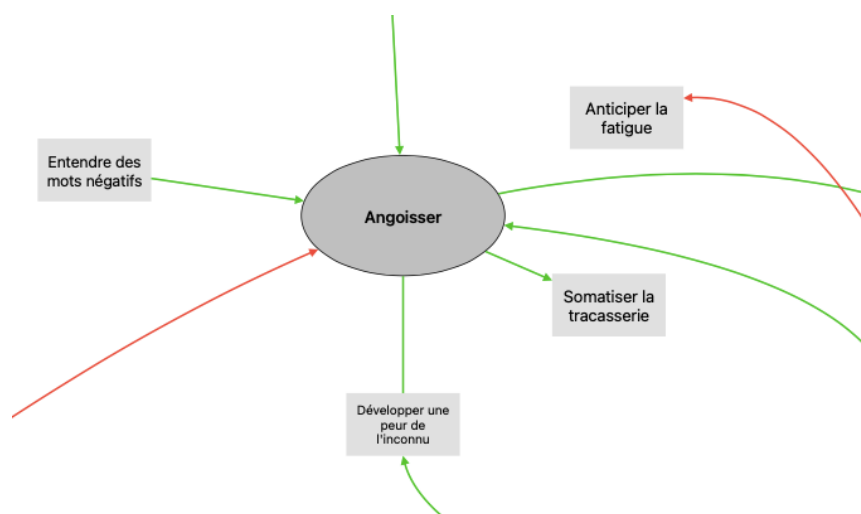 Anticiper la
fatigue
Entendre des
mots négatifs
Angoisser
Somatiser la
tracasserie
Développer une
peur de
l'inconnu